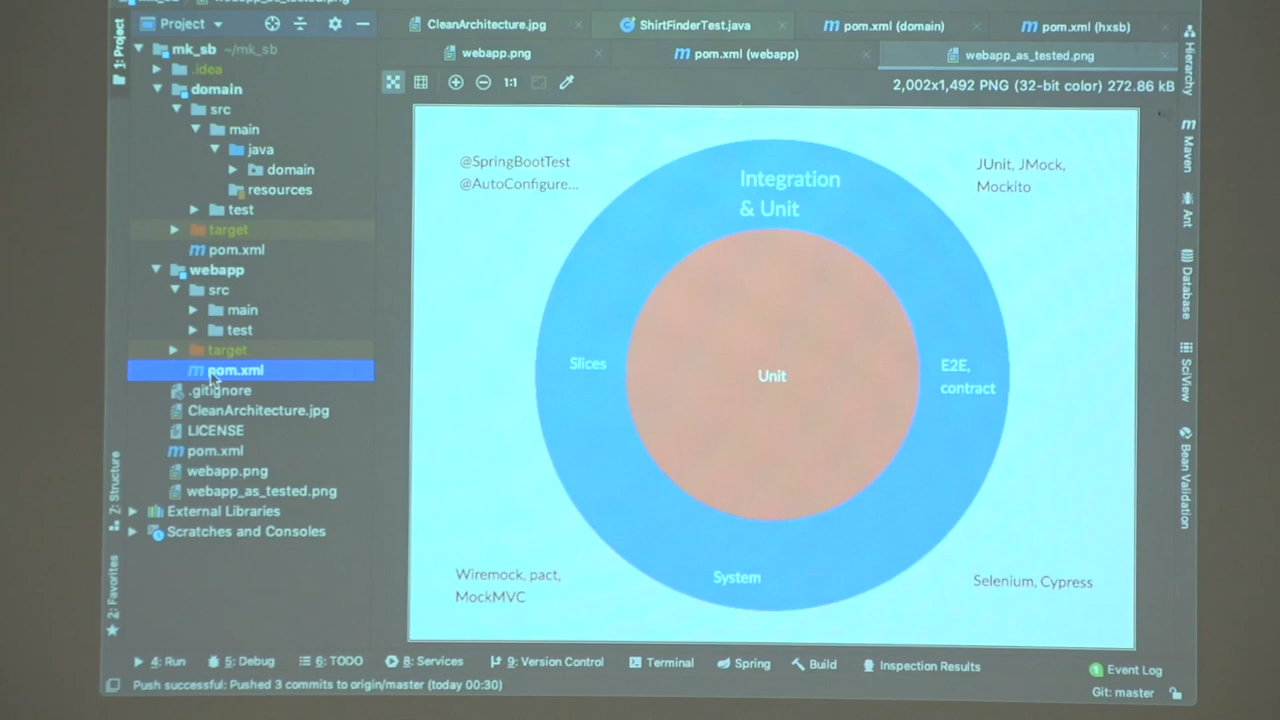 Project
CleanArchitecture.jpg
ShirtFinderTest.java
pom.xml (domain)
pom.xml (hxsb)
webapp.png
pom.xml (webapp)
webapp_as_tested.png
1:1
2,002x1,492 PNG (32-bit color) 272.86 kB
1: Project
mk_sb ~/mk_sb
.idea
domain
src
main
java
domain
resources
test
target
pom.xml
webapp
src
main
test
target
pom.xml
.gitignore
CleanArchitecture.jpg
LICENSE
pom.xml
webapp.png
webapp_as_tested.png
External Libraries
Scratches and Consoles
7: Structure
2: Favorites
@SpringBootTest
@AutoConfigure...
Integration
& Unit
JUnit, JMock,
Mockito
Slices
Unit
E2E,
contract
System
Wiremock, pact,
MockMVC
Selenium, Cypress
Hierarchy
Maven
Ant
Database
SciView
Bean Validation
4: Run
5: Debug
6: TODO
8: Services
9: Version Control
Terminal
Spring
Build
Inspection Results
1 Event Log
Push successful: Pushed 3 commits to origin/master (today 00:30)
Git: master